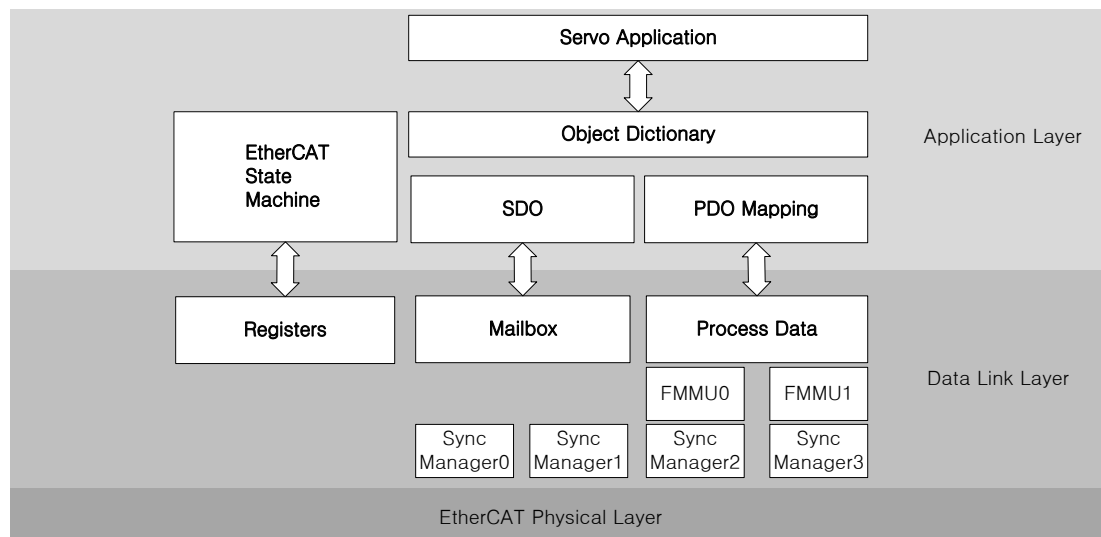 Servo Application
Object Dictionary
Application Layer
EtherCAT
State
Machine
SDO
PDO Mapping
Registers
Mailbox
Process Data
Data Link Layer
FMMU0
FMMU1
Sync
Manager0
Sync
Manager1
Sync
Manager2
Sync
Manager3
EtherCAT Physical Layer